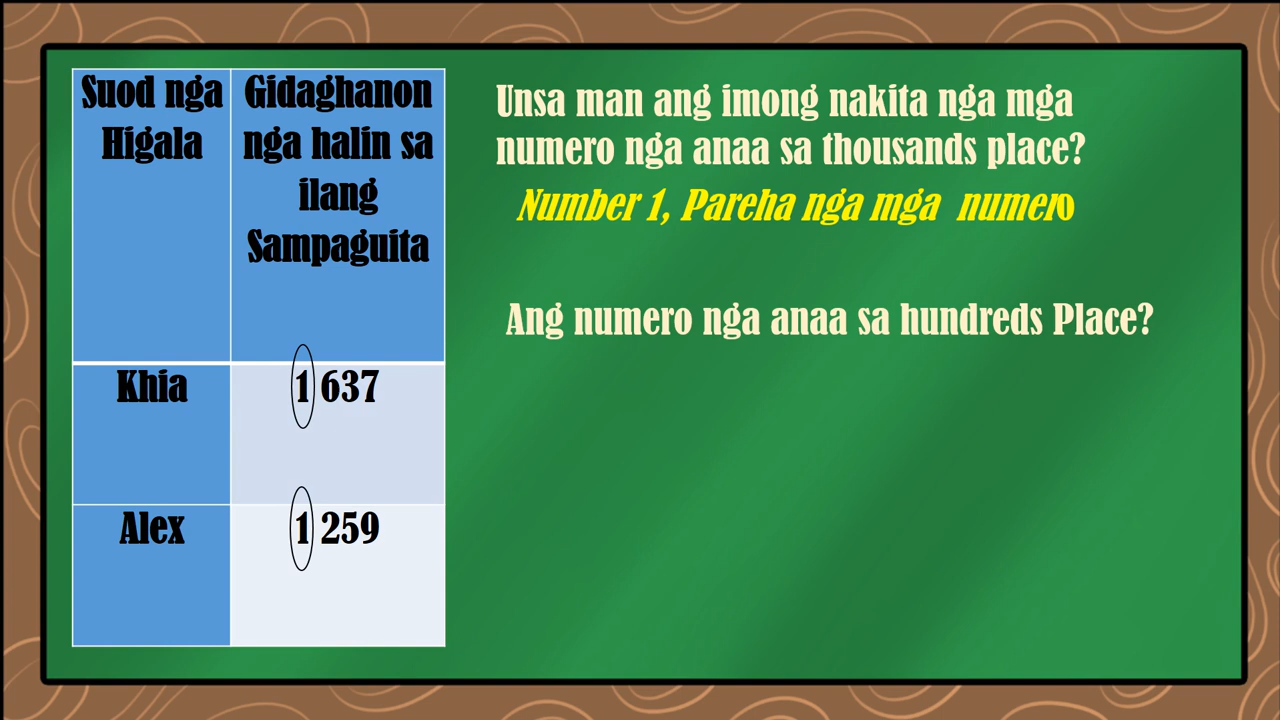 Suod nga
Higala
Gidaghanon
nga halin sa
ilang
Sampaguita
Khia
1 637
Alex
1 259
Unsa man ang imong nakita nga mga
numero nga anaa sa thousands place?
Number 1, Pareha nga mga numero
Ang numero nga anaa sa hundreds Place?